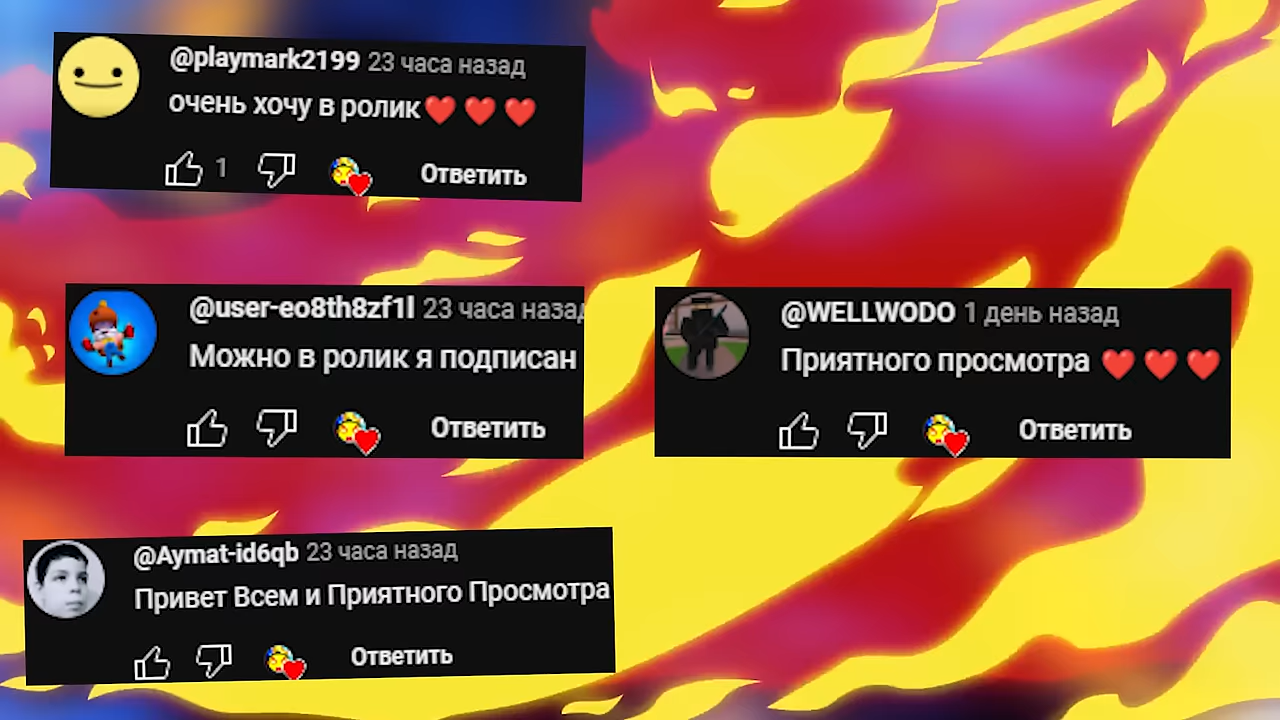 @playmark2199 23 часа назад
очень хочу в ролик❤️ ❤️ ❤️
1 Ответить
@user-eo8th8zf1l 23 часа назад
Можно в ролик я подписан
Ответить
@WELLWODO 1 день назад
Приятного просмотра ❤️ ❤️ ❤️
Ответить
@Aymat-id6qb 23 часа назад
Привет Всем и Приятного Просмотра
Ответить